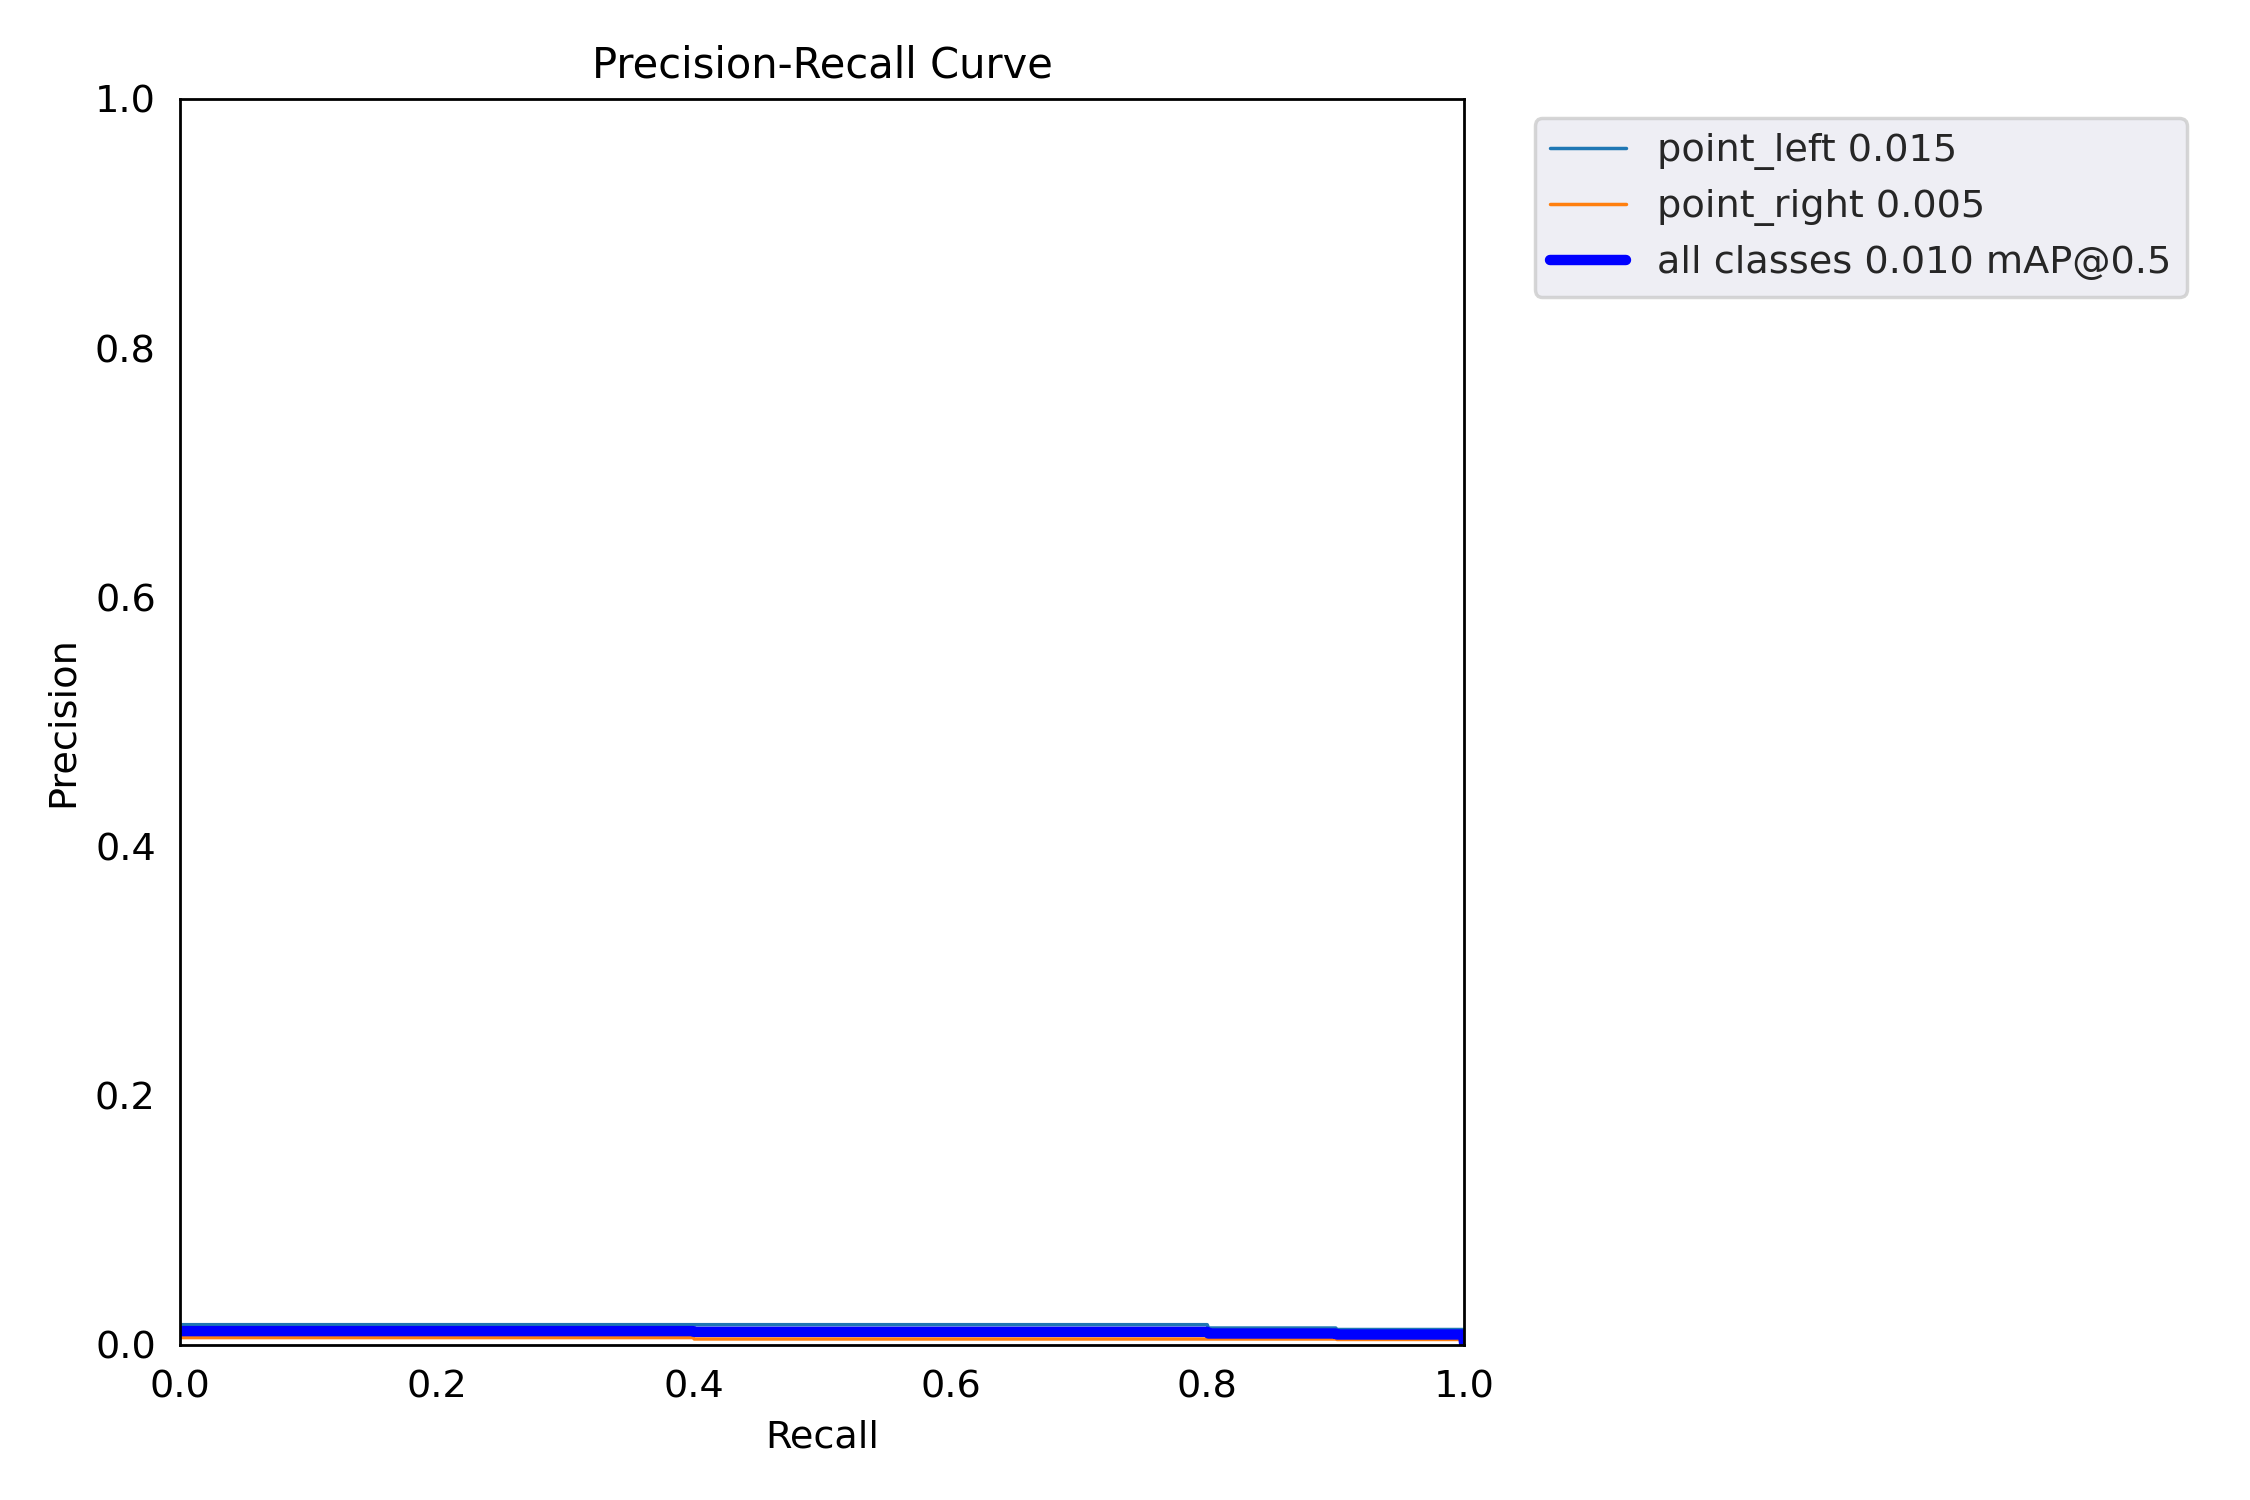 Precision-Recall Curve
1.0
0.8
0.6
0.4
0.2
0.0
Precision
0.0 0.2 0.4 0.6 0.8 1.0
Recall
point_left 0.015
point_right 0.005
all classes 0.010 mAP@0.5